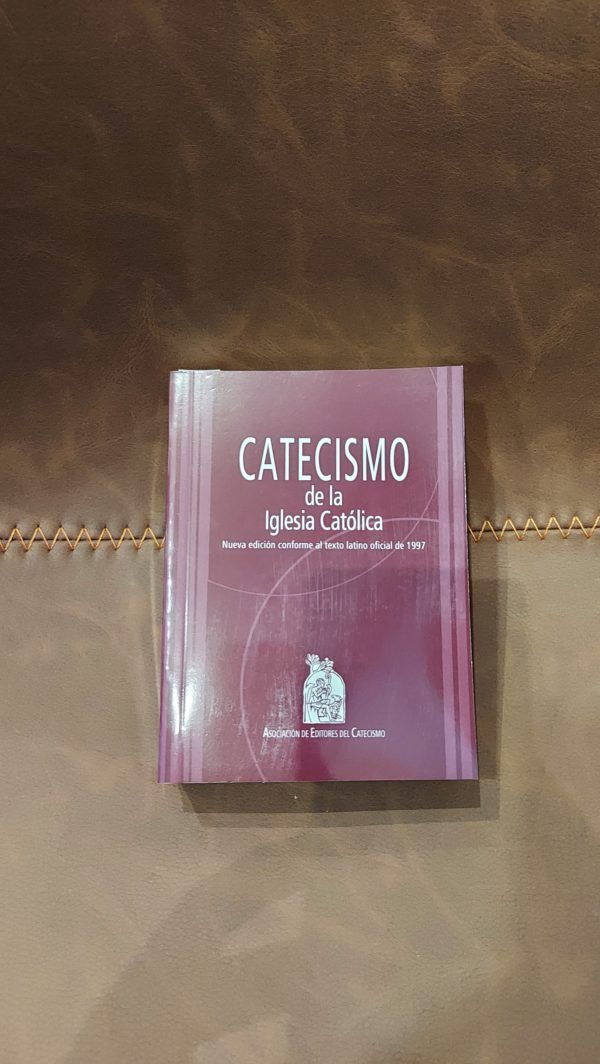 CATECISMO
de la
Iglesia Católica
Nueva edición conforme al texto latino oficial de 1997
ASOCIACIÓN DE EDITORES DEL CATECISMO